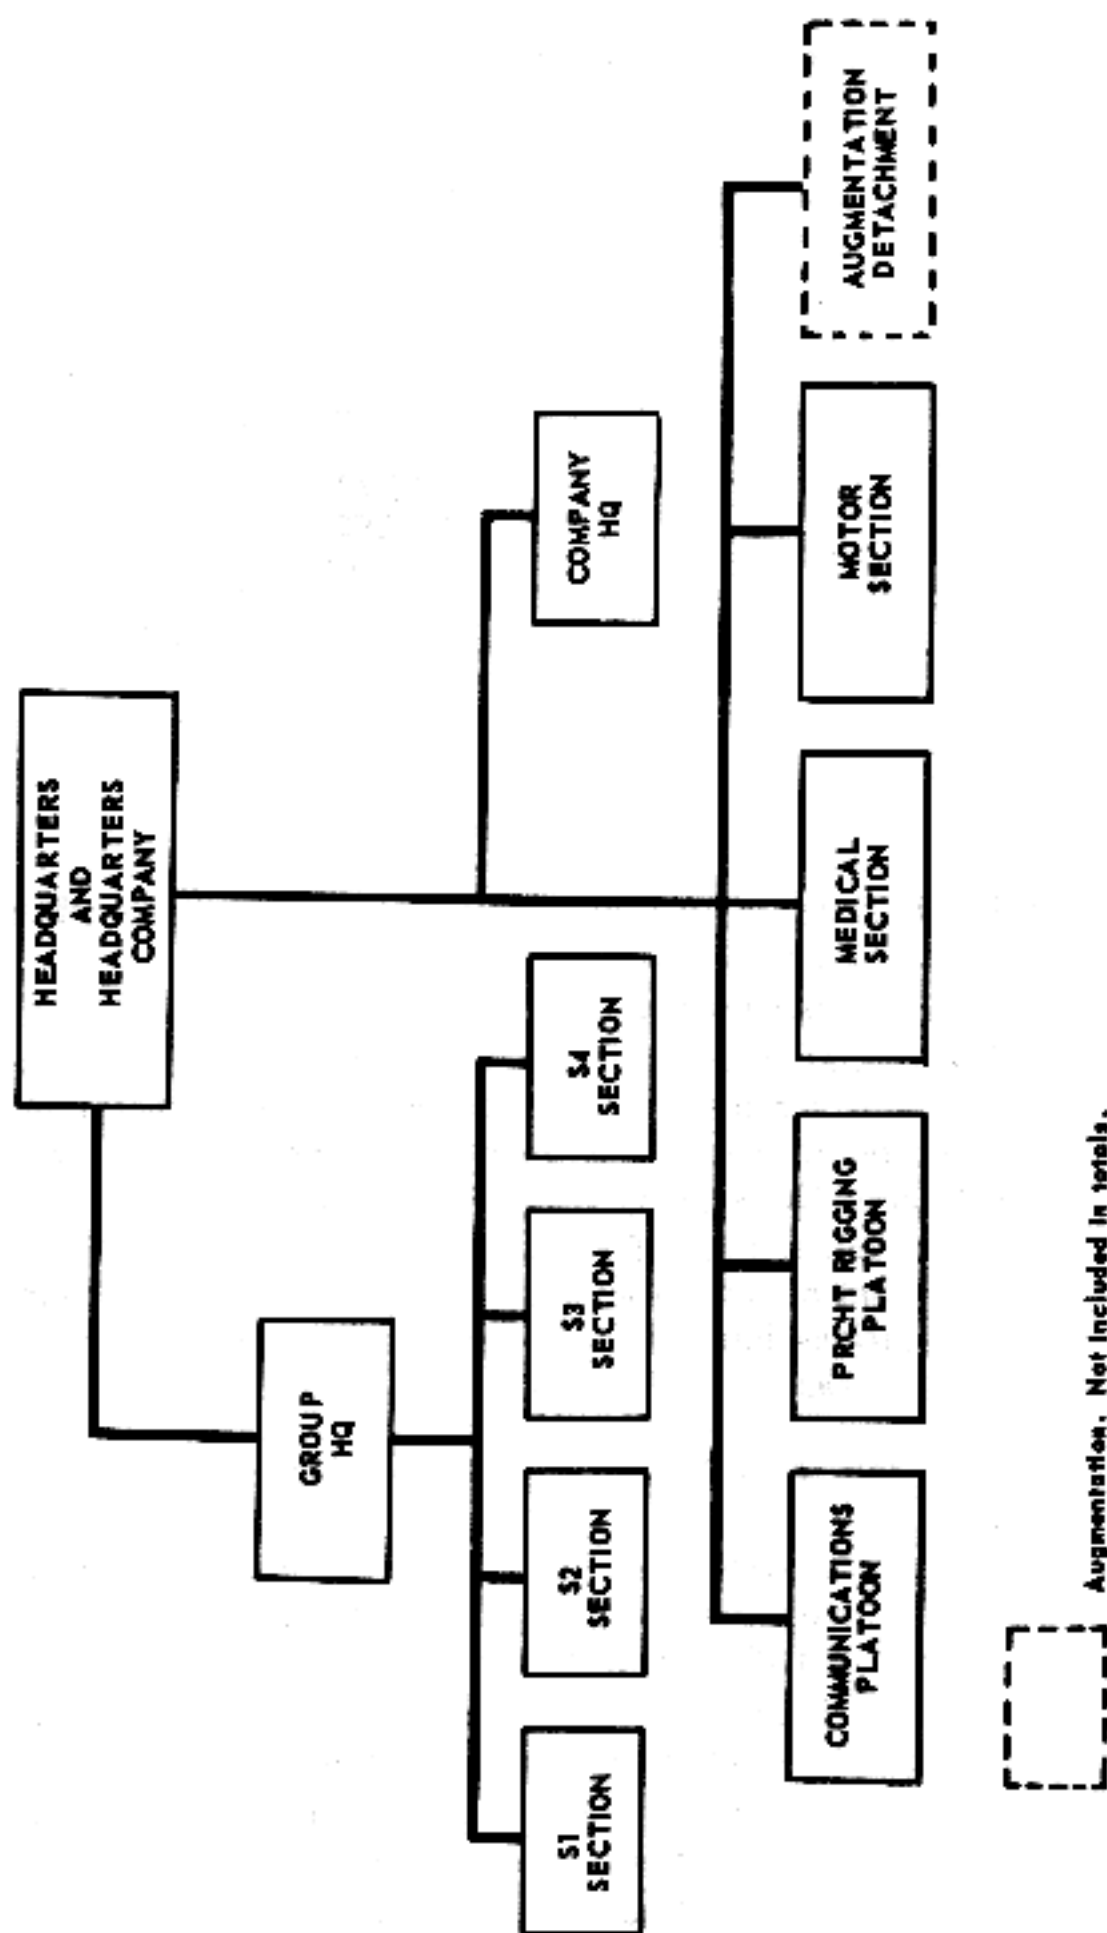 HEADQUARTERS
AND
HEADQUARTERS
COMPANY
GROUP
HQ
COMPANY
HQ
S1
SECTION
S2
SECTION
S3
SECTION
S4
SECTION
COMMUNICATIONS
PLATOON
PRCHT RIGGING
PLATOON
MEDICAL
SECTION
MOTOR
SECTION
AUGMENTATION
DETACHMENT
Augmentation. Not included in totals.